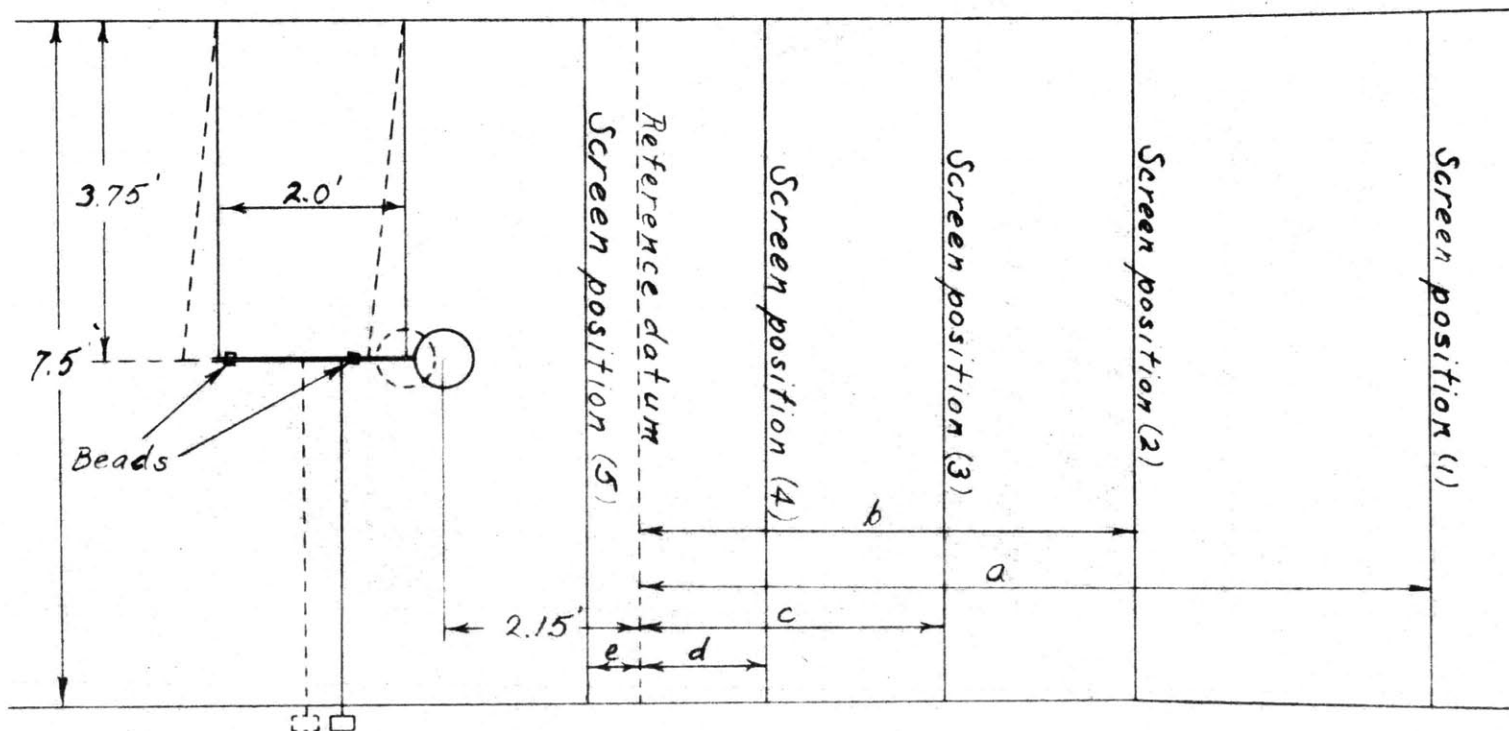 3.75'
2.0'
7.5'
Beads
Screen position (5)
Reference datum
Screen position (4)
Screen position (3)
Screen position (2)
Screen position (1)
b
a
c
2.15'
e
d